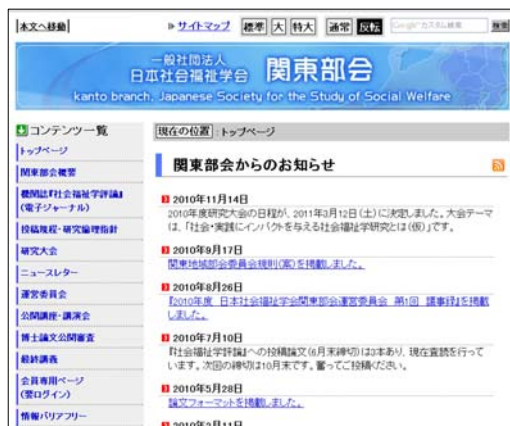 本文へ移動
サイトマップ 標準 大 特大 通常 反転 Google カスタム検索 検索
一般社団法人
日本社会福祉学会 関東部会
kanto branch, Japanese Society for the Study of Social Welfare
コンテンツ一覧
トップページ
関東部会概要
機関誌『社会福祉学評論』
(電子ジャーナル)
投稿規程・研究倫理指針
研究大会
ニュースレター
運営委員会
公開講座・講演会
博士論文公開審査
最終講義
会員専用ページ
(要ログイン)
情報バリアフリー
現在の位置:トップページ
関東部会からのお知らせ
2010年11月14日
2010年度研究大会の日程が、2011年3月12日(土)に決定しました。大会テーマ
は、「社会・実践にインパクトを与える社会福祉学研究とは(仮)」です。
2010年9月17日
関東地域部会委員会規則(案)を掲載しました。
2010年8月26日
『2010年度 日本社会福祉学会関東部会運営委員会 第1回 議事録』を掲載
しました。
2010年7月10日
『社会福祉学評論』への投稿論文(6月末締切)は3本あり、現在査読を行って
います。次回の締切は10月末です。奮ってご投稿ください。
2010年5月28日
論文フォーマットを掲載しました。
2010年3月11日